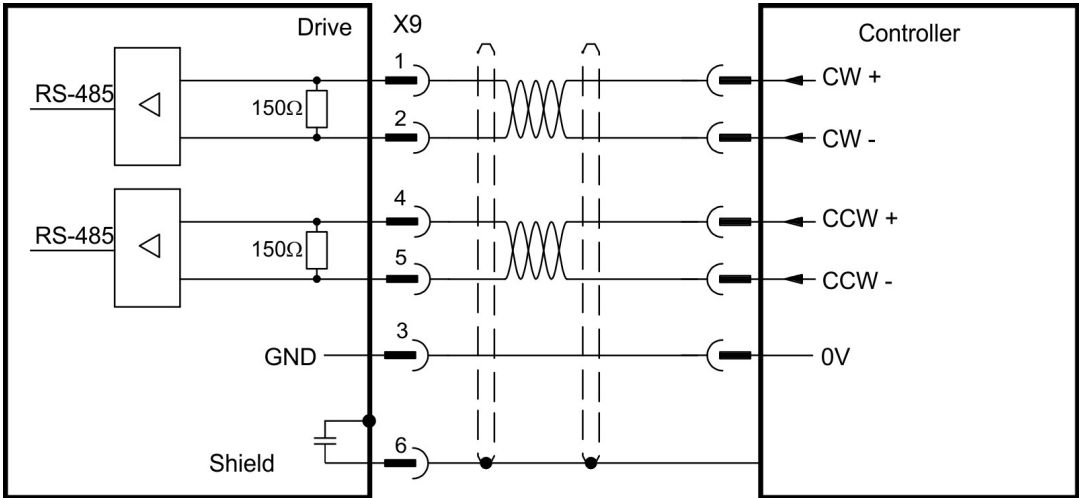 Drive
X9
Controller
1
CW +
RS-485
150Ω
2
CW -
4
CCW +
RS-485
150Ω
5
CCW -
3
GND
0V
6
Shield